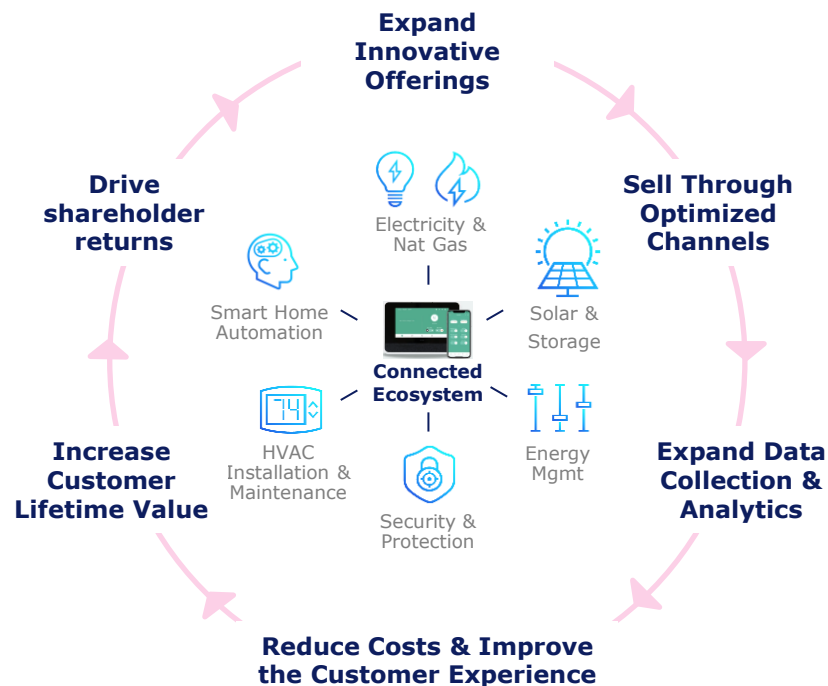 Expand
Innovative
Offerings
Drive
shareholder
returns
Sell Through
Optimized
Channels
Electricity &
Nat Gas
Smart Home
Automation
Solar &
Storage
Connected
Ecosystem
74
HVAC
Installation &
Maintenance
Energy
Mgmt
Security &
Protection
Increase
Customer
Lifetime Value
Expand Data
Collection &
Analytics
Reduce Costs & Improve
the Customer Experience